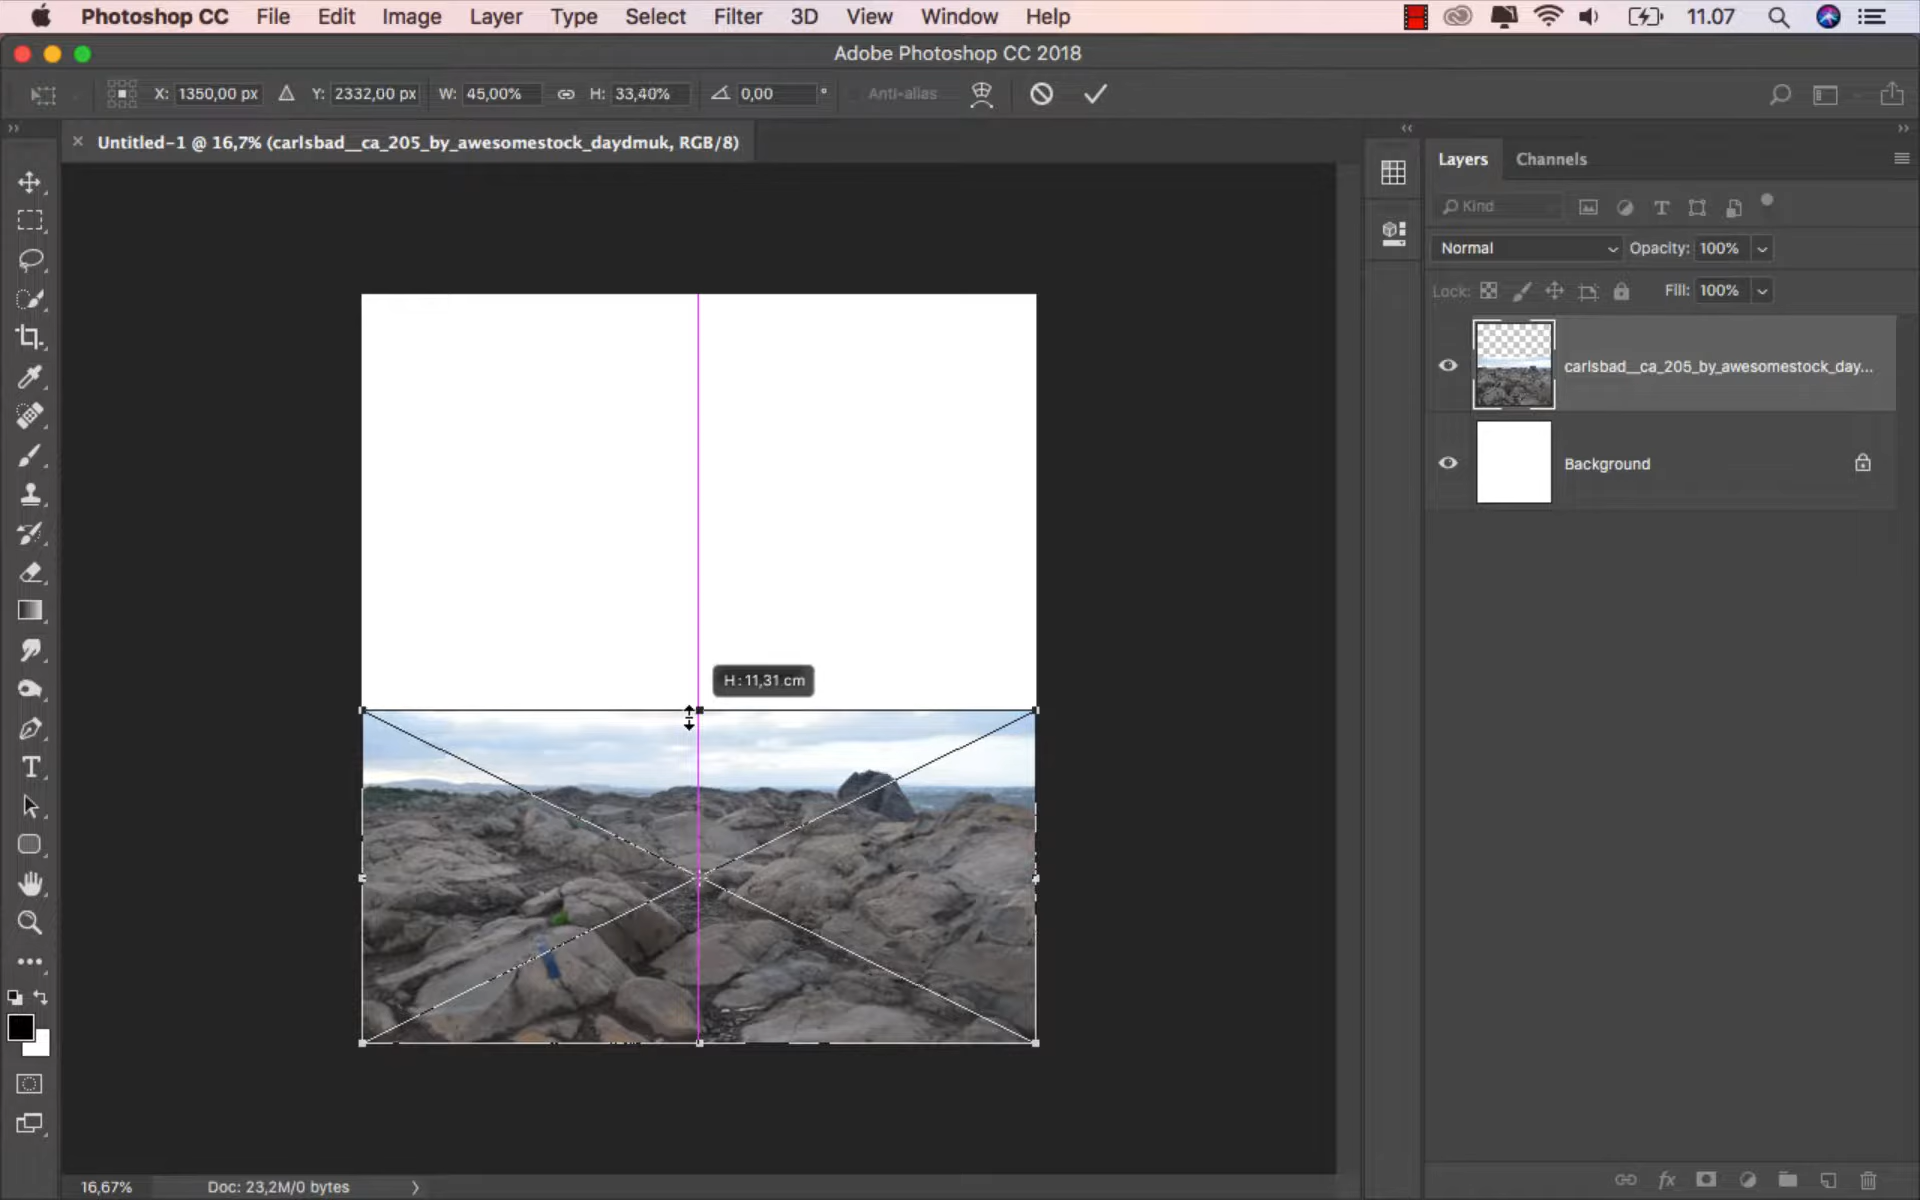 Photoshop CC File Edit Image Layer Type Select Filter 3D View Window Help 11.07
Adobe Photoshop CC 2018
X: 1350,00 px Y: 2332,00 px W: 45,00% H: 33,40% 0,00 ° Anti-alias
Untitled-1 @ 16,7% (carlsbad__ca_205_by_awesomestock_daydmuk, RGB/8)
Layers Channels
Kind
Normal Opacity: 100%
Lock: Fill: 100%
carlsbad__ca_205_by_awesomestock_day...
Background
H: 11,31 cm
16,67% Doc: 23,2M/0 bytes